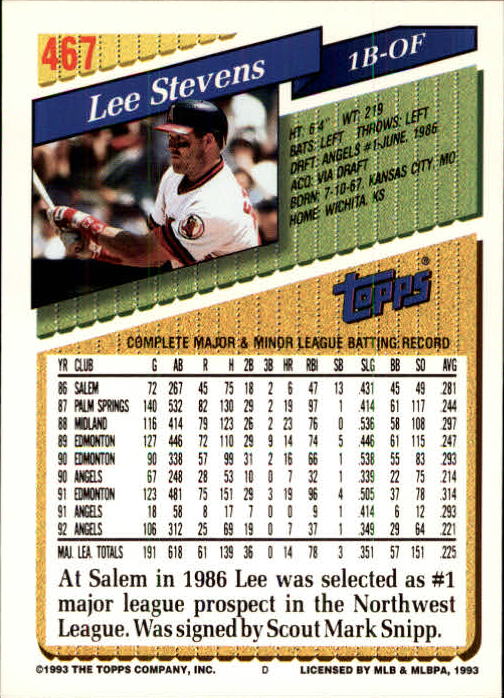 467
Lee Stevens
1B-OF
HT: 6'4" WT: 219
BATS: LEFT THROWS: LEFT
DRFT: ANGELS #1-JUNE, 1986
ACQ: VIA DRAFT
BORN: 7-10-67, KANSAS CITY, MO
HOME: WICHITA, KS
TOPPS®
COMPLETE MAJOR & MINOR LEAGUE BATTING RECORD
YR CLUB G AB R H 2B 3B HR RBI SB SLG BB SO AVG
86 SALEM 72 267 45 75 18 2 6 47 13 .431 45 49 .281
87 PALM SPRINGS 140 532 82 130 29 2 19 97 1 .414 61 117 .244
88 MIDLAND 116 414 79 123 26 2 23 76 0 .536 58 108 .297
89 EDMONTON 127 446 72 110 29 9 14 74 5 .446 61 115 .247
90 EDMONTON 90 338 57 99 31 2 16 66 1 .538 55 83 .293
90 ANGELS 67 248 28 53 10 0 7 32 1 .339 22 75 .214
91 EDMONTON 123 481 75 151 29 3 19 96 4 .505 37 78 .314
91 ANGELS 18 58 8 17 7 0 0 9 1 .414 6 12 .293
92 ANGELS 106 312 25 69 19 0 7 37 1 .349 29 64 .221
MAJ. LEA. TOTALS 191 618 61 139 36 0 14 78 3 .351 57 151 .225
At Salem in 1986 Lee was selected as #1
major league prospect in the Northwest
League. Was signed by Scout Mark Snipp.
©1993 THE TOPPS COMPANY, INC. D LICENSED BY MLB & MLBPA, 1993